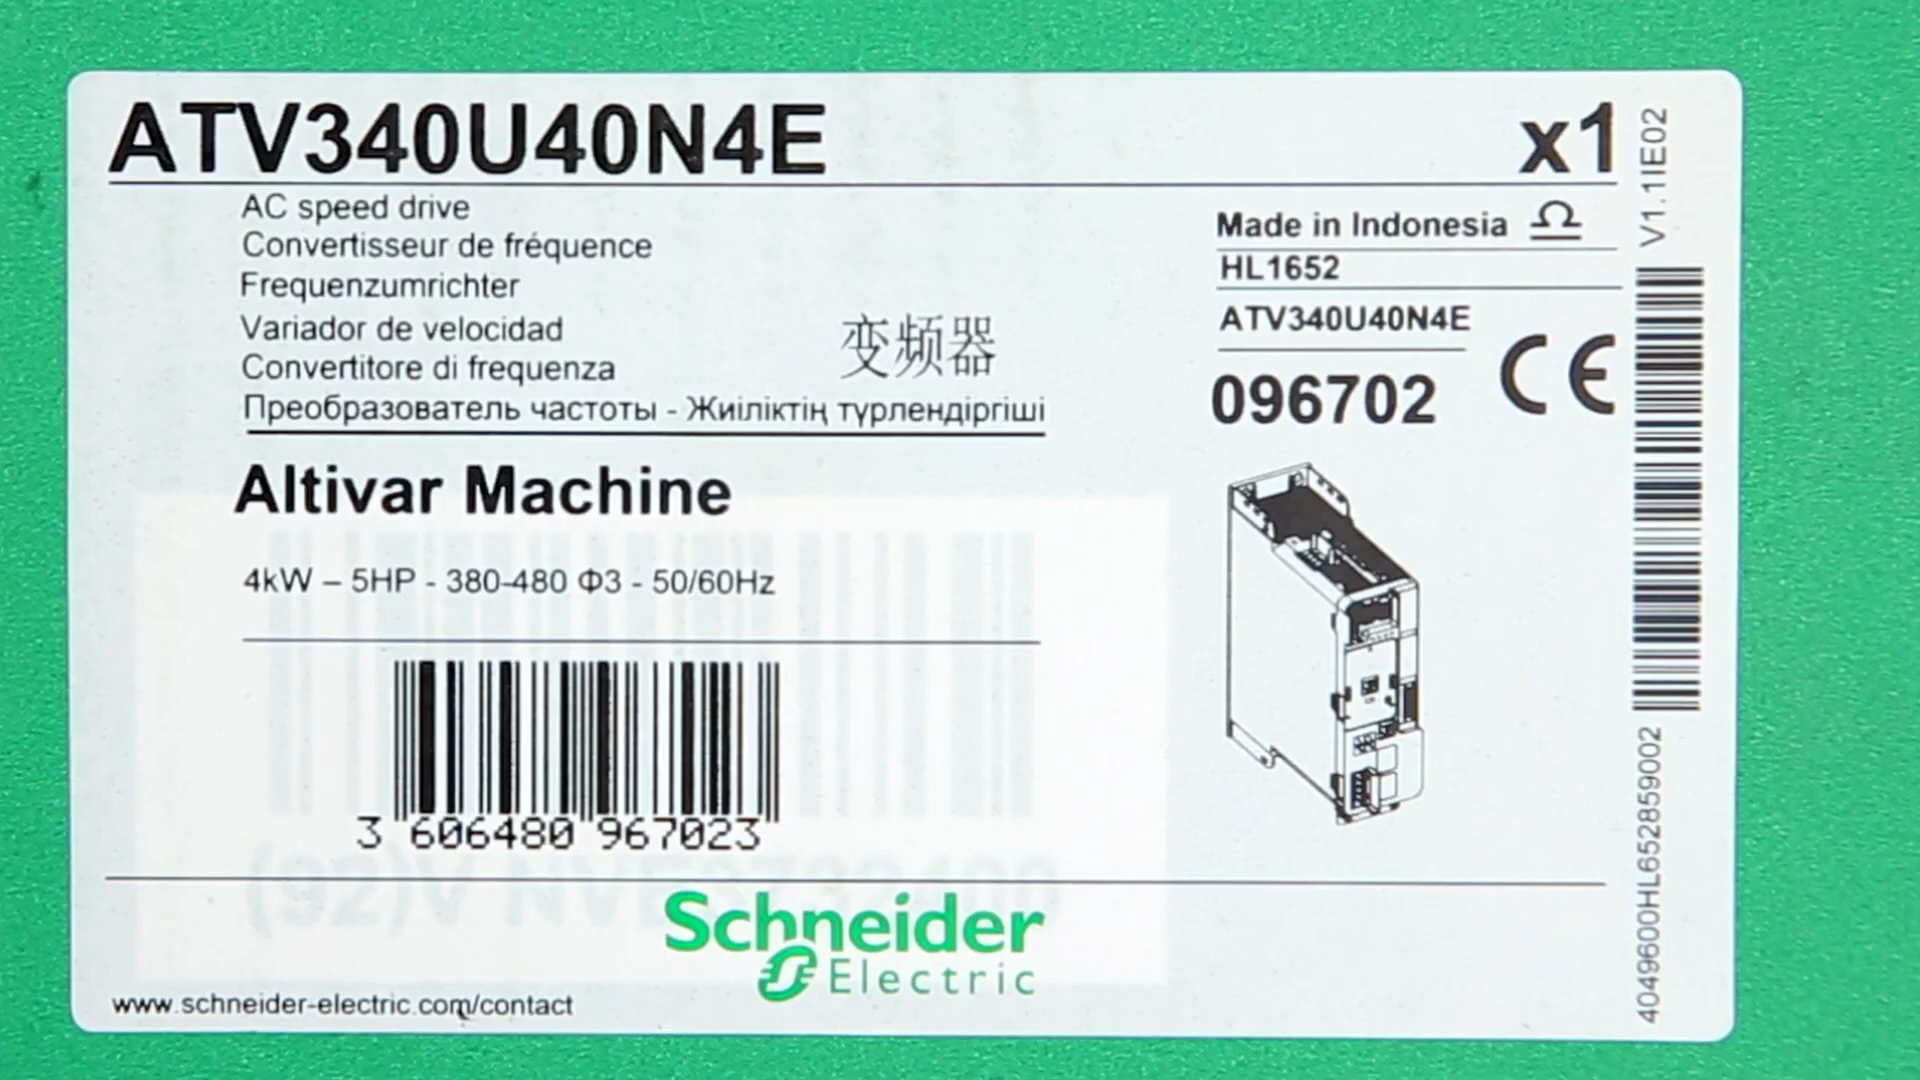 ATV340U40N4E
x1
V1.1IE02
AC speed drive
Convertisseur de fréquence
Frequenzumrichter
Variador de velocidad
Convertitore di frequenza
变频器
Преобразователь частоты - Жиіліктің түрлендіргіші
Made in Indonesia
HL1652
ATV340U40N4E
096702
CE
Altivar Machine
4kW – 5HP - 380-480 Φ3 - 50/60Hz
3 606480 967023
Schneider
Electric
www.schneider-electric.com/contact
4049600HL652859002